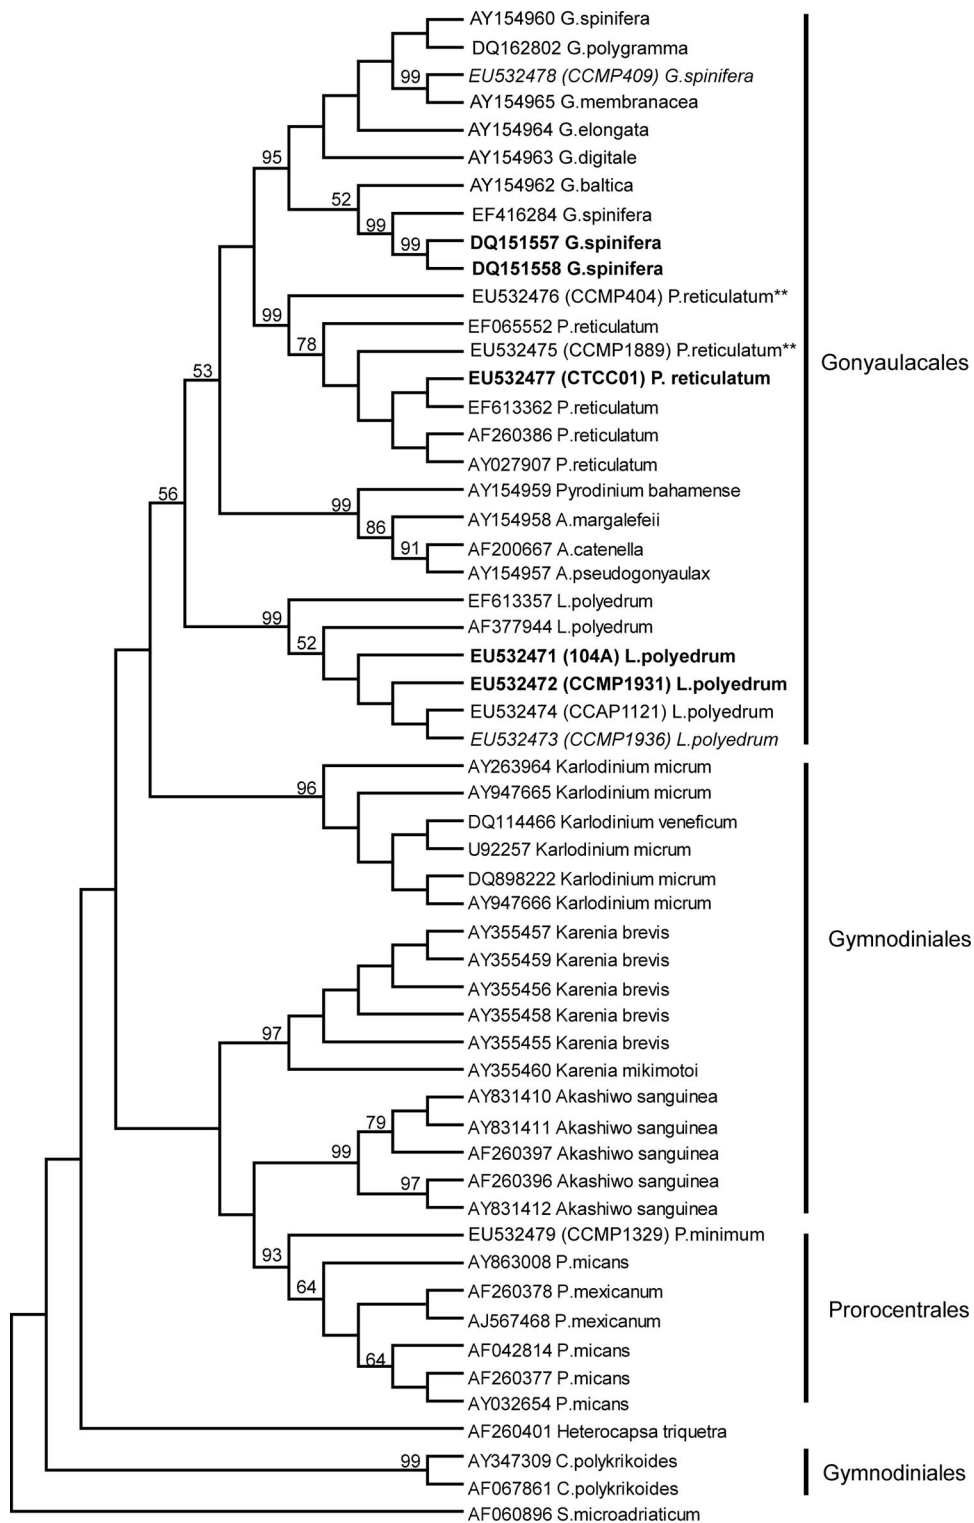 AY154960 G.spinifera
DQ162802 G.polygramma
99
EU532478 (CCMP409) G.spinifera
AY154965 G.membranacea
AY154964 G.elongata
95
AY154963 G.digitale
AY154962 G.baltica
52
EF416284 G.spinifera
99
99
DQ151557 G.spinifera
DQ151558 G.spinifera
EU532476 (CCMP404) P.reticulatum**
99
EF065552 P.reticulatum
78
EU532475 (CCMP1889) P.reticulatum**
Gonyaulacales
53
EU532477 (CTCC01) P. reticulatum
EF613362 P.reticulatum
AF260386 P.reticulatum
AY027907 P.reticulatum
56
AY154959 Pyrodinium bahamense
99
AY154958 A.margalefeii
86
91
AF200667 A.catenella
AY154957 A.pseudogonyaulax
EF613357 L.polyedrum
99
AF377944 L.polyedrum
52
EU532471 (104A) L.polyedrum
EU532472 (CCMP1931) L.polyedrum
EU532474 (CCAP1121) L.polyedrum
EU532473 (CCMP1936) L.polyedrum
AY263964 Karlodinium micrum
96
AY947665 Karlodinium micrum
DQ114466 Karlodinium veneficum
U92257 Karlodinium micrum
DQ898222 Karlodinium micrum
AY947666 Karlodinium micrum
AY355457 Karenia brevis
Gymnodiniales
AY355459 Karenia brevis
AY355456 Karenia brevis
AY355458 Karenia brevis
97
AY355455 Karenia brevis
AY355460 Karenia mikimotoi
AY831410 Akashiwo sanguinea
79
AY831411 Akashiwo sanguinea
99
AF260397 Akashiwo sanguinea
97
AF260396 Akashiwo sanguinea
AY831412 Akashiwo sanguinea
EU532479 (CCMP1329) P.minimum
93
AY863008 P.micans
64
AF260378 P.mexicanum
Prorocentrales
AJ567468 P.mexicanum
AF042814 P.micans
64
AF260377 P.micans
AY032654 P.micans
AF260401 Heterocapsa triquetra
99
AY347309 C.polykrikoides
Gymnodiniales
AF067861 C.polykrikoides
AF060896 S.microadriaticum